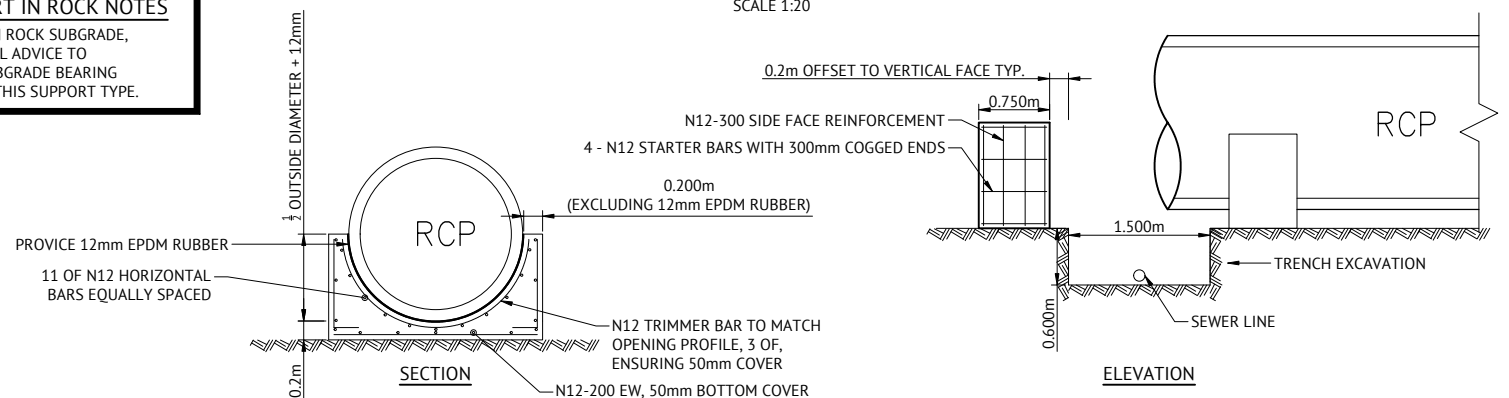 RT IN ROCK NOTES
ROCK SUBGRADE,
ADVICE TO
BGRADE BEARING
THIS SUPPORT TYPE.
SCALE 1:20
½ OUTSIDE DIAMETER + 12mm
RCP
0.200m
(EXCLUDING 12mm EPDM RUBBER)
PROVICE 12mm EPDM RUBBER
11 OF N12 HORIZONTAL
BARS EQUALLY SPACED
N12 TRIMMER BAR TO MATCH
OPENING PROFILE, 3 OF,
ENSURING 50mm COVER
N12-200 EW, 50mm BOTTOM COVER
0.2m
SECTION
0.2m OFFSET TO VERTICAL FACE TYP.
0.750m
N12-300 SIDE FACE REINFORCEMENT
4 - N12 STARTER BARS WITH 300mm COGGED ENDS
RCP
1.500m
TRENCH EXCAVATION
SEWER LINE
0.600m
ELEVATION